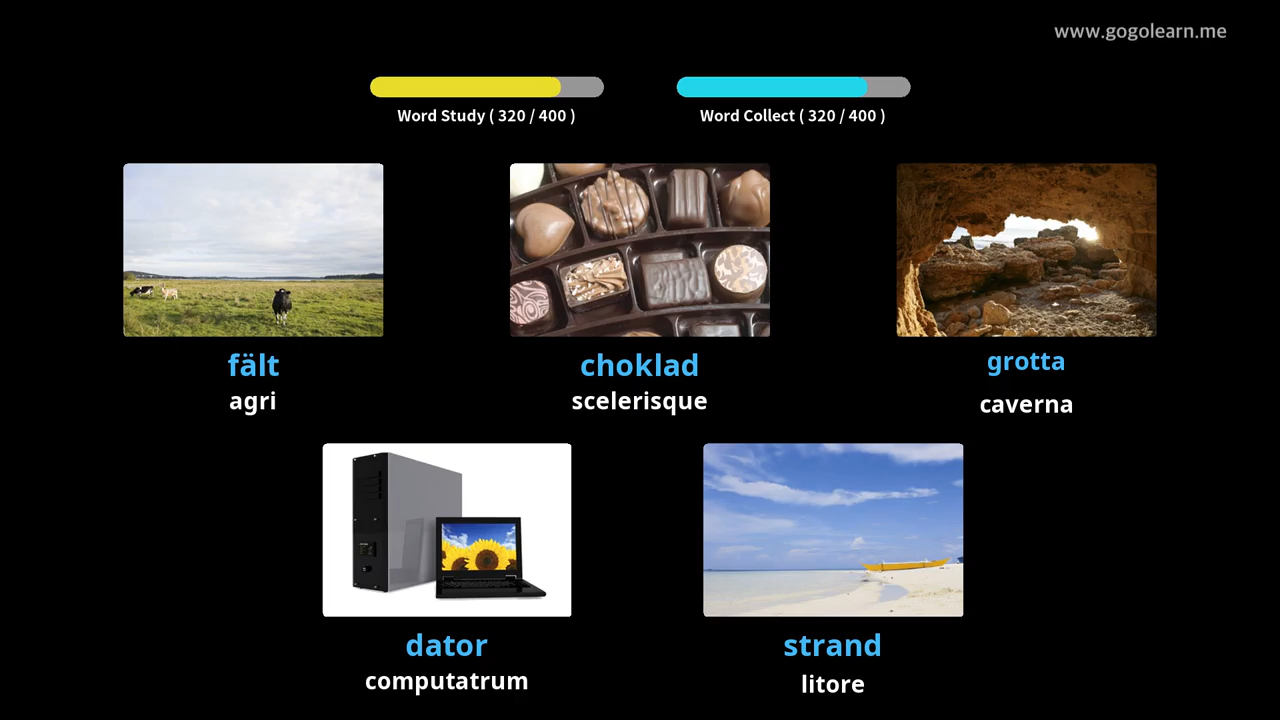 www.gogolearn.me
Word Study ( 320 / 400 )
Word Collect ( 320 / 400 )
fält
choklad
grotta
agri
scelerisque
caverna
dator
strand
computatrum
litore